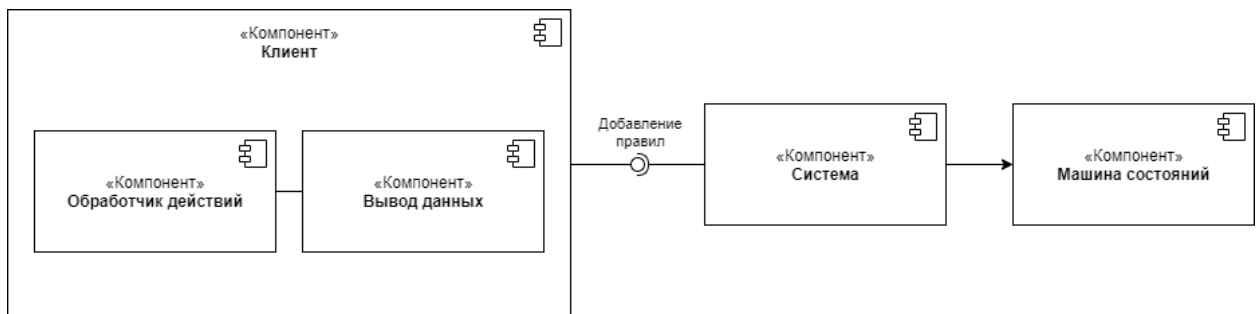 «Компонент»
Клиент
«Компонент»
Обработчик действий
«Компонент»
Вывод данных
Добавление
правил
«Компонент»
Система
«Компонент»
Машина состояний